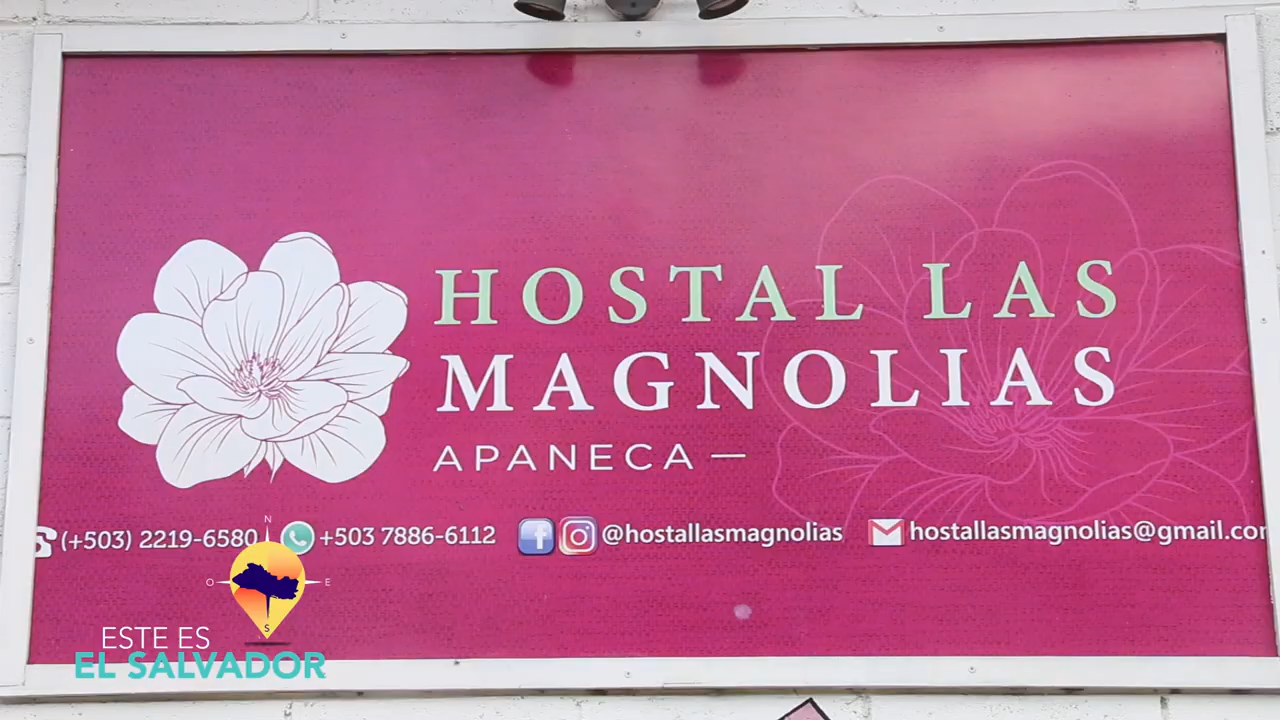 HOSTAL LAS
MAGNOLIAS
APANECA —
(+503) 2219-6580 +503 7886-6112 @hostallasmagnolias hostallasmagnolias@gmail.com
N
O E
S
ESTE ES
EL SALVADOR